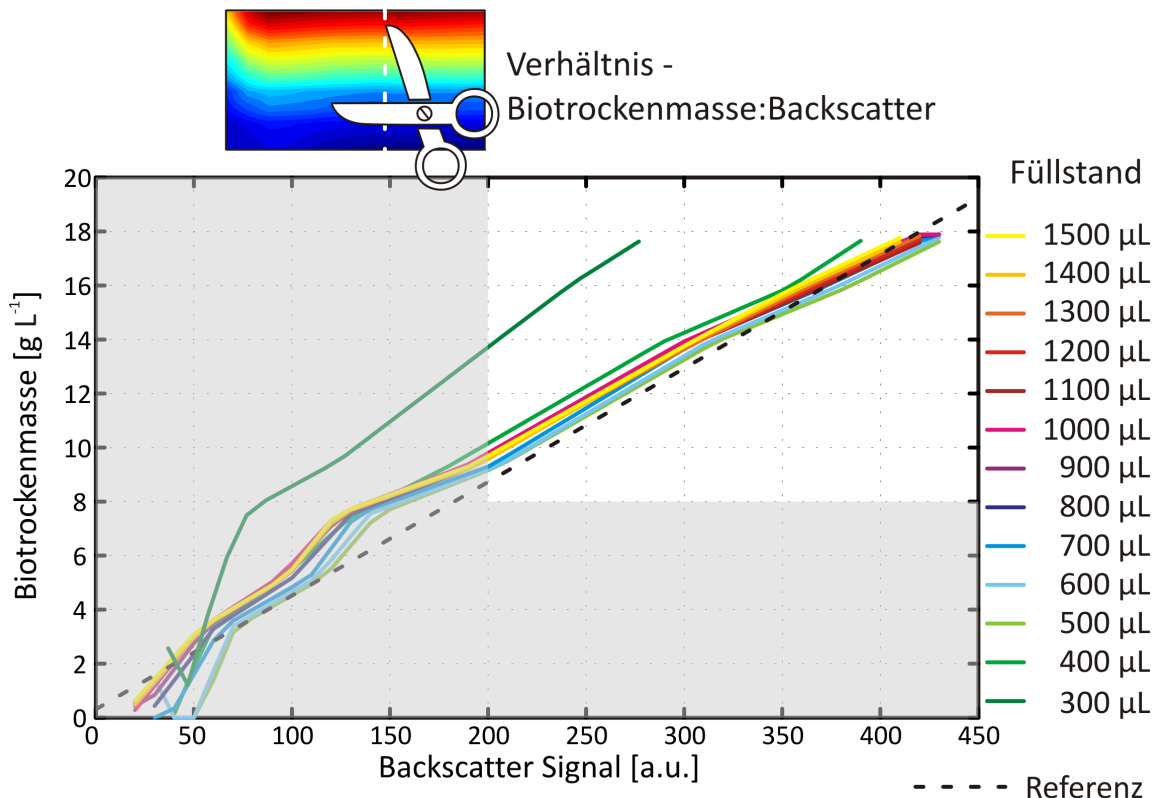 Verhältnis -
Biotrockenmasse:Backscatter
Füllstand
1500 µL
1400 µL
1300 µL
1200 µL
1100 µL
1000 µL
900 µL
800 µL
700 µL
600 µL
500 µL
400 µL
300 µL
Referenz
Biotrockenmasse [g L⁻¹]
20
18
16
14
12
10
8
6
4
2
0
0 50 100 150 200 250 300 350 400 450
Backscatter Signal [a.u.]